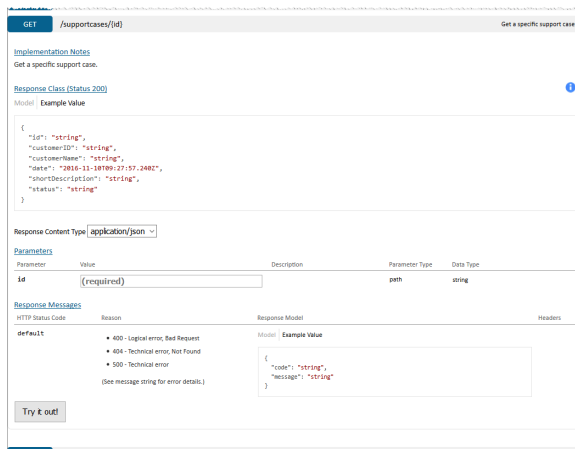 GET /supportcases/{id} Get a specific support case
Implementation Notes
Get a specific support case.
Response Class (Status 200)
Model Example Value
{
"id": "string",
"customerID": "string",
"customerName": "string",
"date": "2016-11-10T09:27:57.240Z",
"shortDescription": "string",
"status": "string"
}
Response Content Type application/json
Parameters
Parameter Value Description Parameter Type Data Type
id (required) path string
Response Messages
HTTP Status Code Reason Response Model Headers
default
Model Example Value
• 400 - Logical error, Bad Request
• 404 - Technical error, Not Found
• 500 - Technical error
(See message string for error details.)
{
"code": "string",
"message": "string"
}
Try it out!